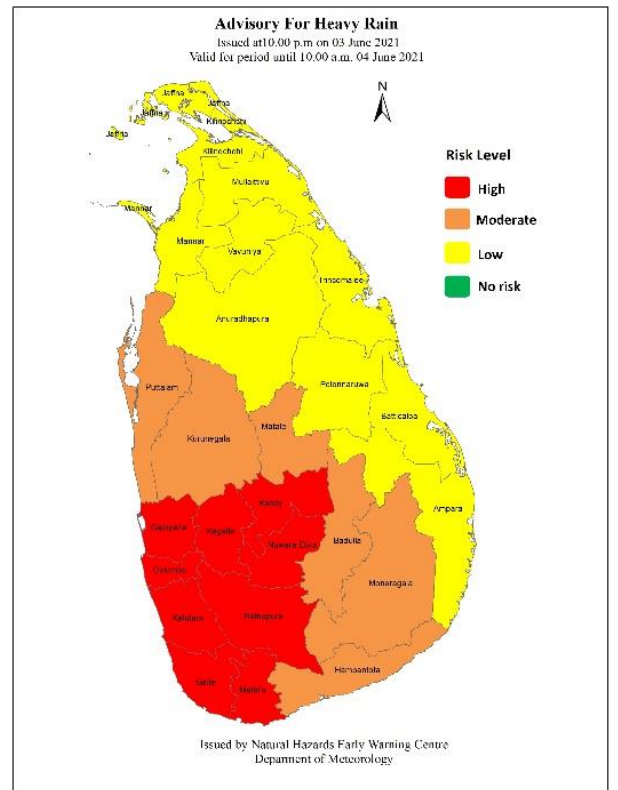 Advisory For Heavy Rain
Issued at10.00 p.m on 03 June 2021
Valid for period until 10.00 a.m. 04 June 2021
N
Jaffna
Jaffna
Jaffna
Kilinochchi
Jaffna
Kilinochchi
Mullaittivu
Mannar
Mannar
Vavuniya
Trincomalee
Anuradhapura
Puttalam
Polonnaruwa
Batticaloa
Matale
Kurunegala
Kandy
Ampara
Gampaha
Kegalle
Nuwara Eliya
Badulla
Colombo
Moneragala
Kalutara
Ratnapura
Hambantota
Galle
Matara
Risk Level
High
Moderate
Low
No risk
Issued by Natural Hazards Early Warning Centre
Department of Meteorology